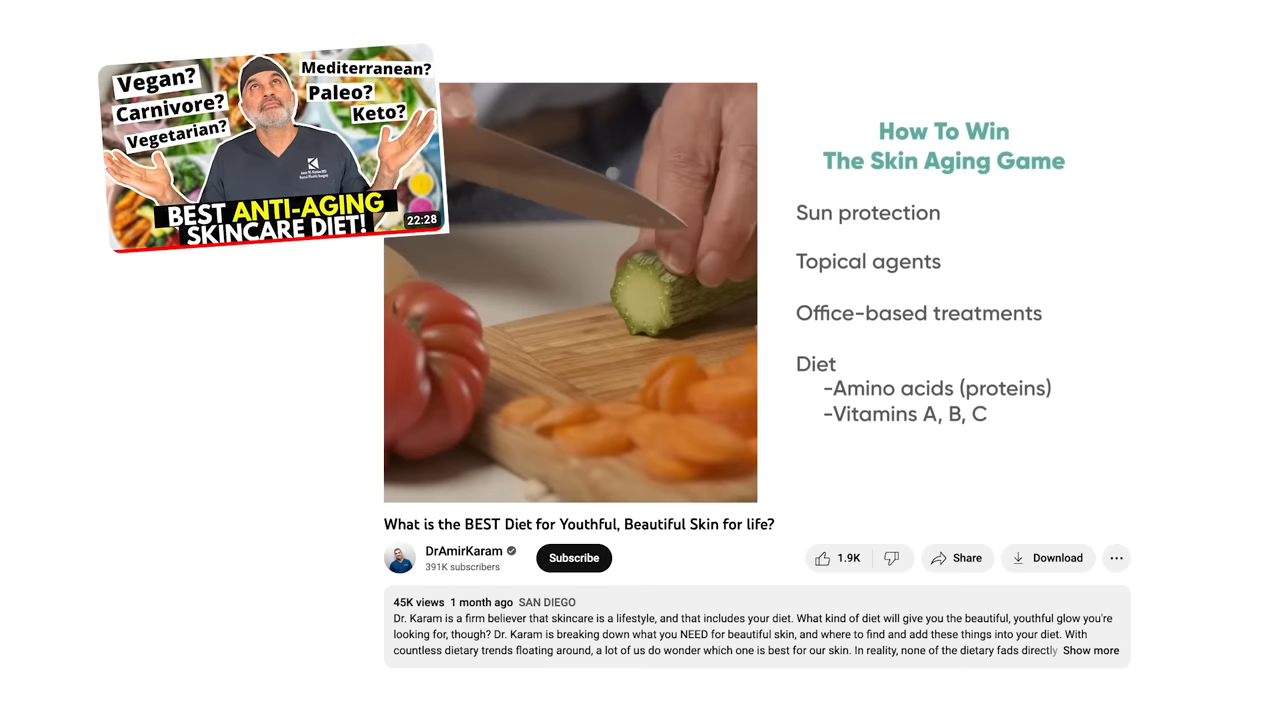 Vegan?
Carnivore?
Vegetarian?
Mediterranean?
Paleo?
Keto?
BEST ANTI-AGING
SKINCARE DIET!
22:28
How To Win
The Skin Aging Game
Sun protection
Topical agents
Office-based treatments
Diet
-Amino acids (proteins)
-Vitamins A, B, C
What is the BEST Diet for Youthful, Beautiful Skin for life?
DrAmirKaram
391K subscribers
Subscribe
1.9K
Share
Download
45K views 1 month ago SAN DIEGO
Dr. Karam is a firm believer that skincare is a lifestyle, and that includes your diet. What kind of diet will give you the beautiful, youthful glow you're
looking for, though? Dr. Karam is breaking down what you NEED for beautiful skin, and where to find and add these things into your diet. With
countless dietary trends floating around, a lot of us do wonder which one is best for our skin. In reality, none of the dietary fads directly Show more